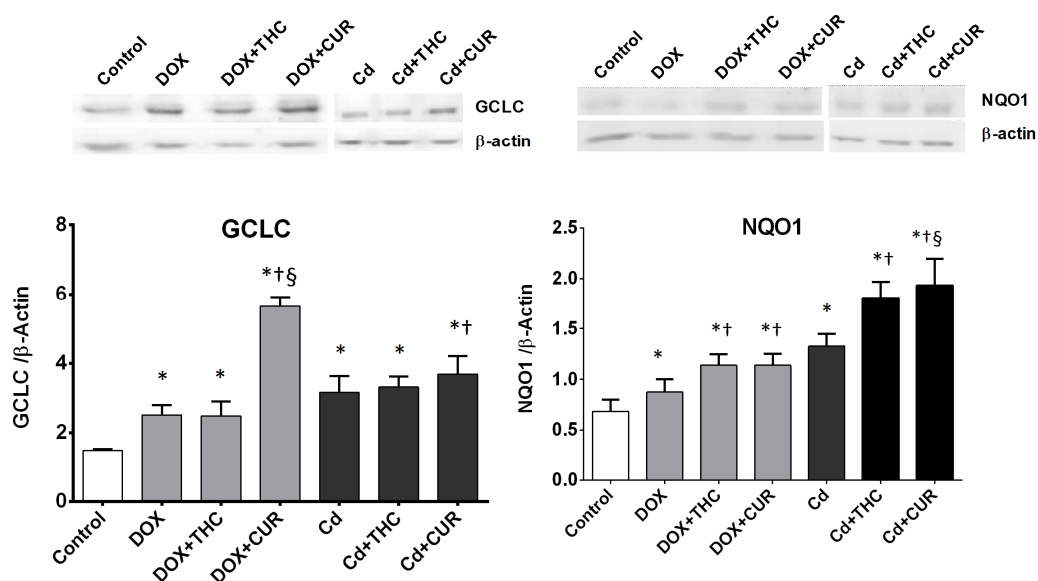 Control DOX DOX+THC DOX+CUR Cd Cd+THC Cd+CUR
GCLC
β-actin
Control DOX DOX+THC DOX+CUR Cd Cd+THC Cd+CUR
NQO1
β-actin
GCLC
GCLC /β-Actin
8
6
4
2
0
* * *†§ * * *†
Control DOX DOX+THC DOX+CUR Cd Cd+THC Cd+CUR
NQO1
NQO1 /β-Actin
2.5
2.0
1.5
1.0
0.5
0.0
* *† *† * *† *†§
Control DOX DOX+THC DOX+CUR Cd Cd+THC Cd+CUR